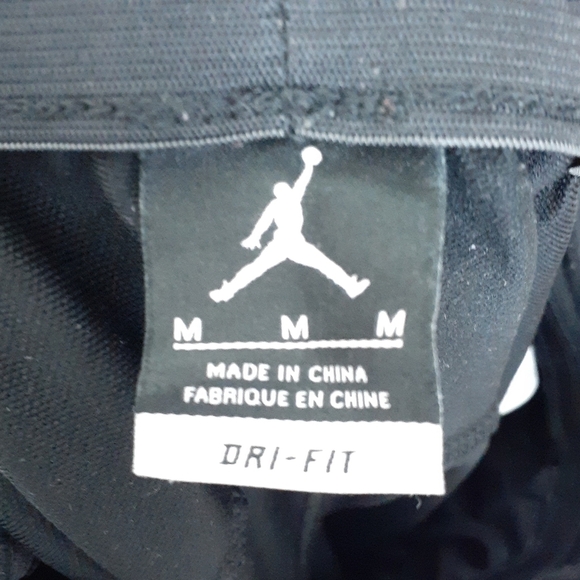 M M M
MADE IN CHINA
FABRIQUE EN CHINE
DRI-FIT